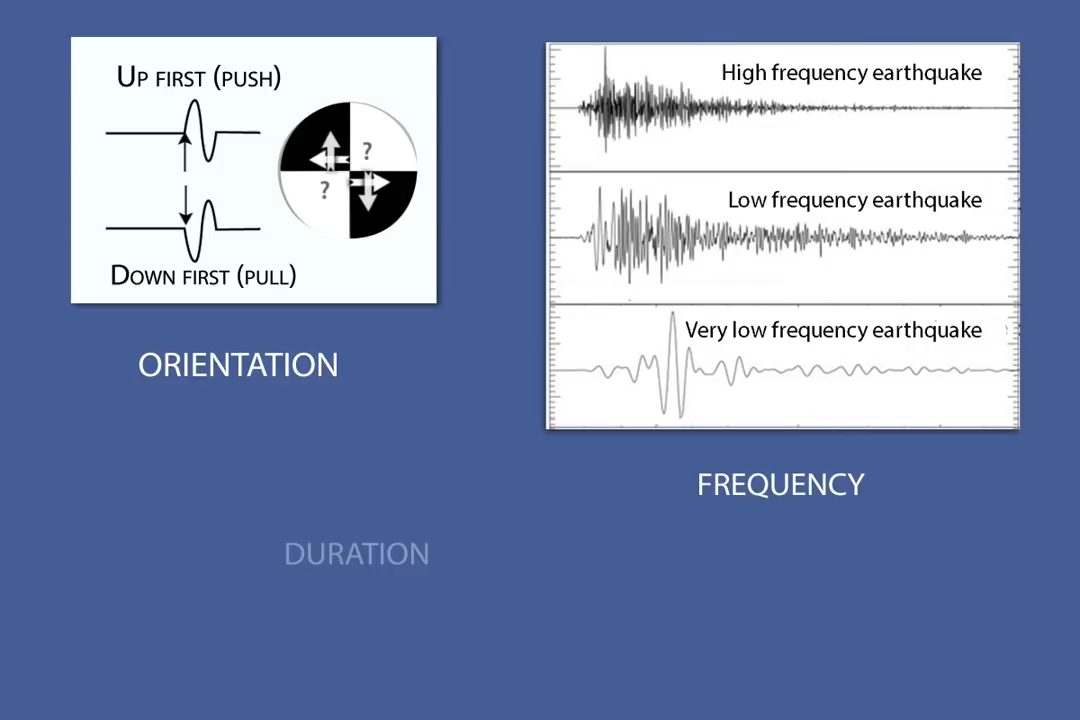 UP FIRST (PUSH)
?
?
DOWN FIRST (PULL)
ORIENTATION
High frequency earthquake
Low frequency earthquake
Very low frequency earthquake
FREQUENCY
DURATION